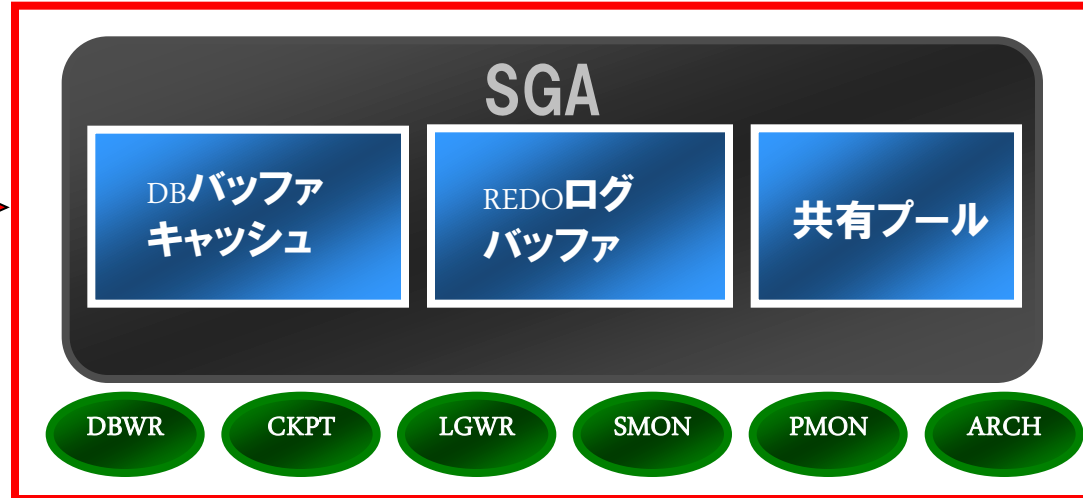 SGA
DBバッファ
キャッシュ
REDOログ
バッファ
共有プール
DBWR
CKPT
LGWR
SMON
PMON
ARCH